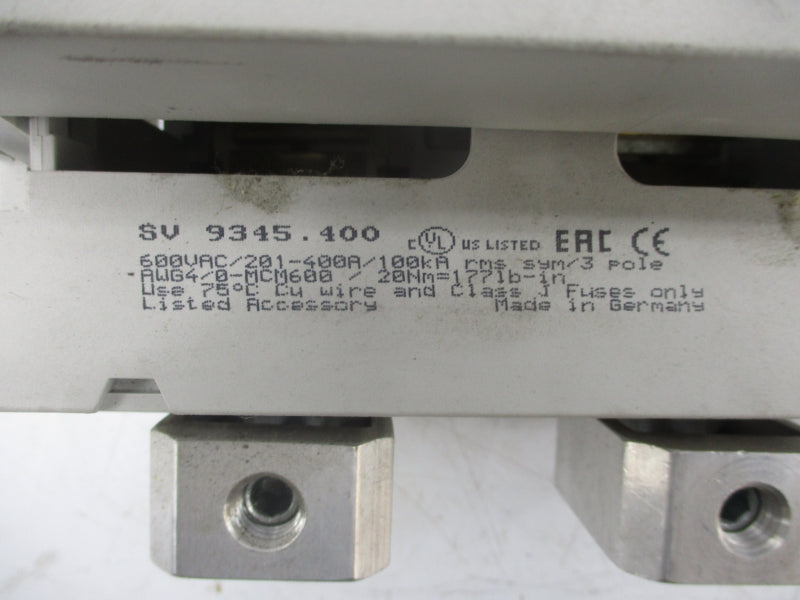 SV 9345.400 C UL US LISTED EAC CE
600VAC/201-400A/100kA rms sym/3 pole
-AWG4/0-MCM600 / 20Nm=177lb-in
Use 75°C Cu wire and Class J Fuses only
Listed Accessory Made in Germany